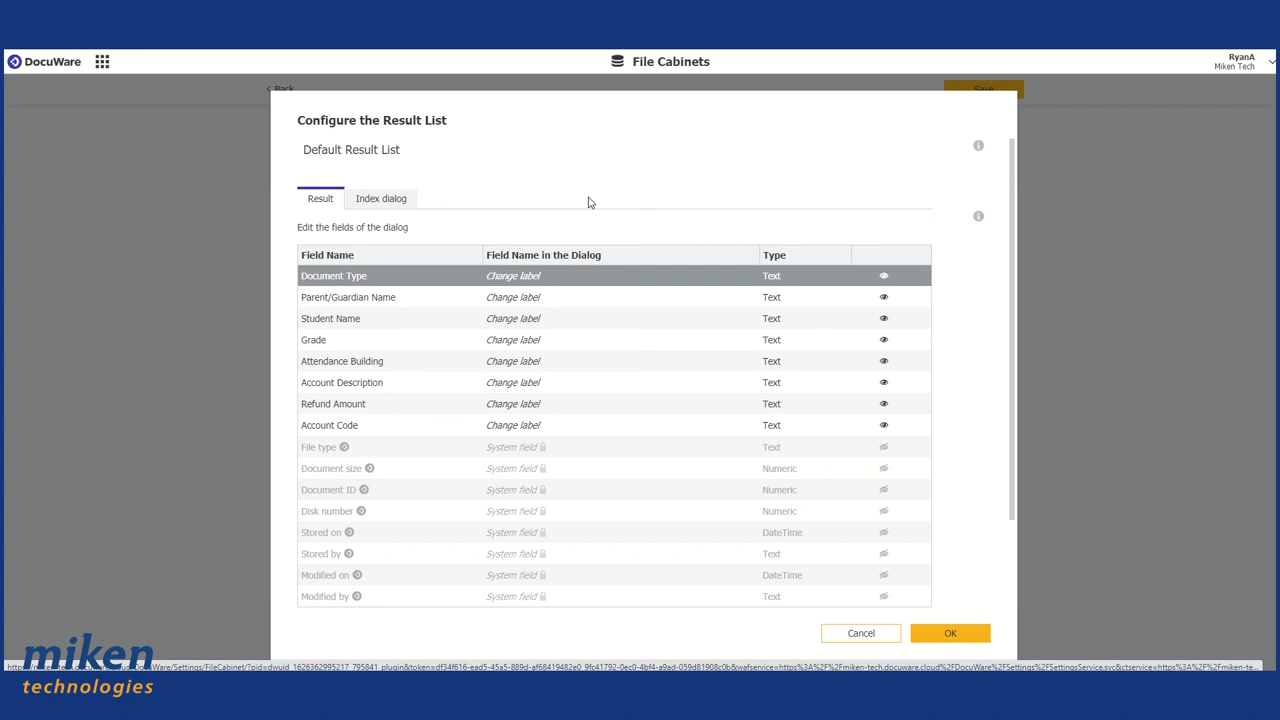 DocuWare
File Cabinets
RyanA
Miken Tech
Back
Save
Configure the Result List
Default Result List
Result
Index dialog
Edit the fields of the dialog
Field Name Field Name in the Dialog Type
Document Type Change label Text
Parent/Guardian Name Change label Text
Student Name Change label Text
Grade Change label Text
Attendance Building Change label Text
Account Description Change label Text
Refund Amount Change label Text
Account Code Change label Text
File type System field Text
Document size System field Numeric
Document ID System field Numeric
Disk number System field Numeric
Stored on System field DateTime
Stored by System field Text
Modified on System field DateTime
Modified by System field Text
Cancel
OK
miken
technologies